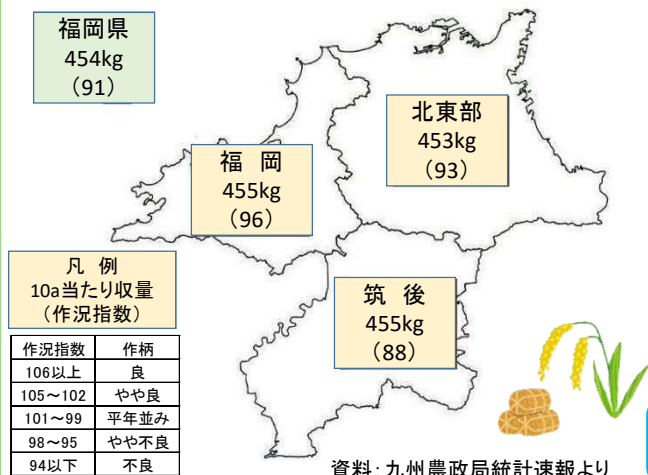 福岡県
454kg
（91）
北東部
453kg
（93）
福　岡
455kg
（96）
凡　例
10a当たり収量
（作況指数）
筑　後
455kg
（88）
作況指数 作柄
106以上 良
105～102 やや良
101～99 平年並み
98～95 やや不良
94以下 不良
資料：九州農政局統計速報より